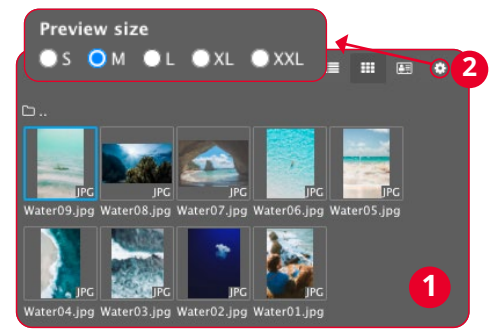 Preview size
S M L XL XXL
2
..
JPG JPG JPG JPG JPG
Water09.jpg Water08.jpg Water07.jpg Water06.jpg Water05.jpg
JPG JPG JPG JPG
Water04.jpg Water03.jpg Water02.jpg Water01.jpg
1